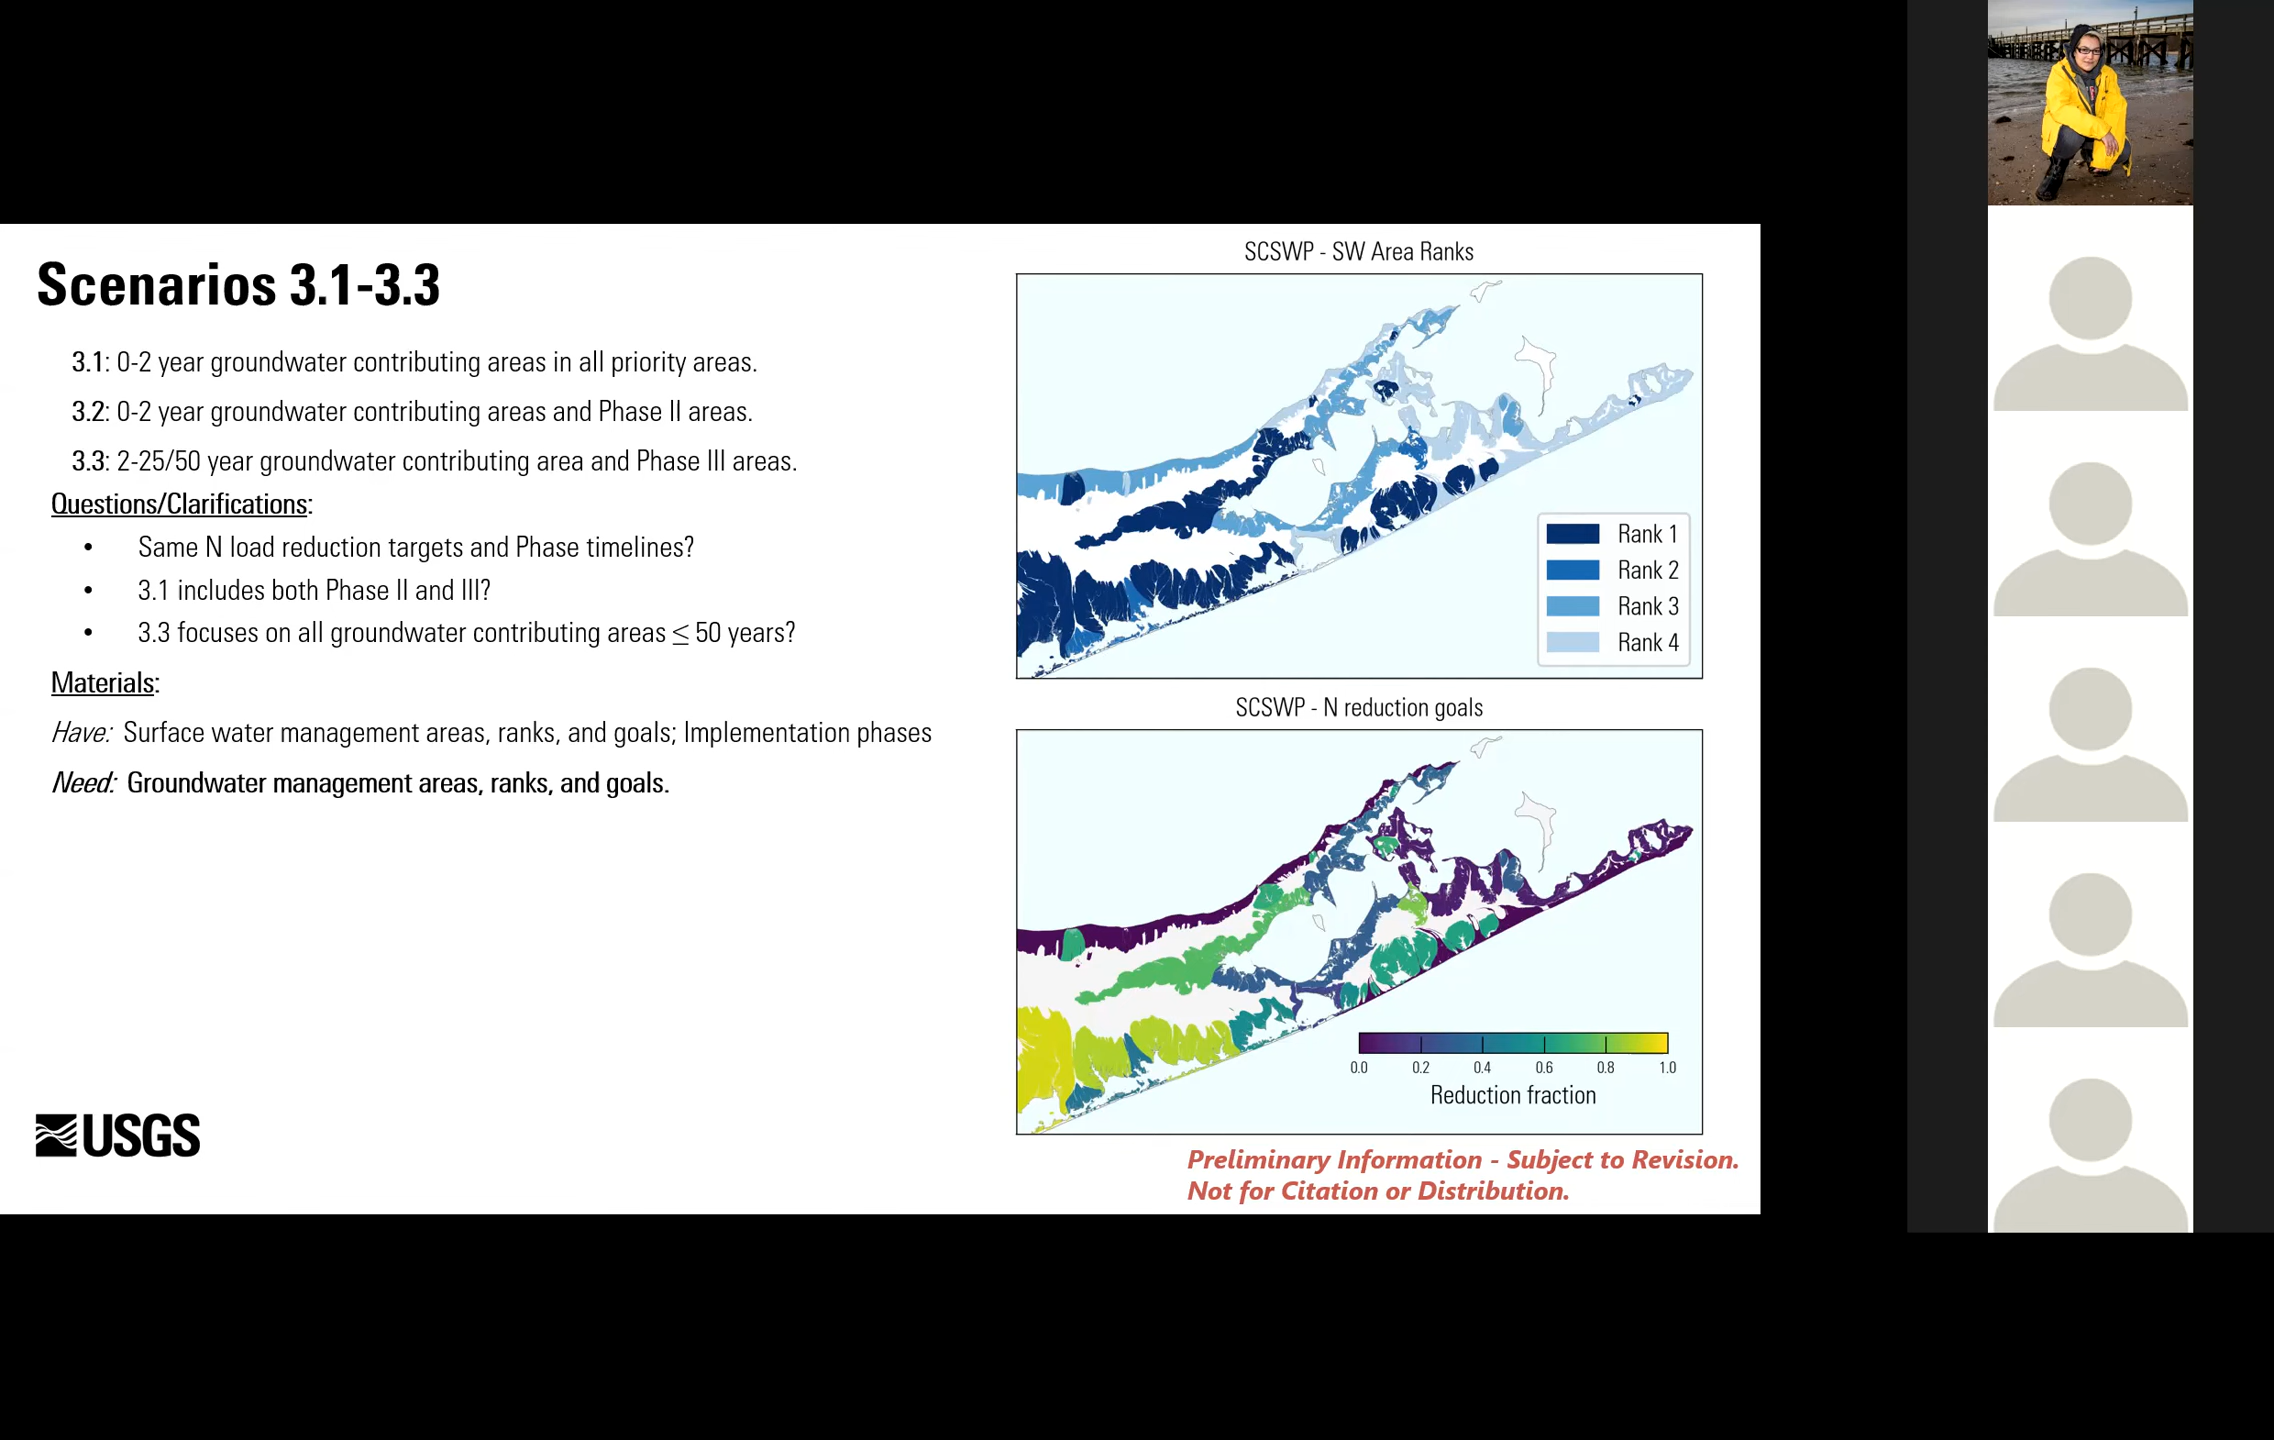 Scenarios 3.1-3.3
3.1: 0-2 year groundwater contributing areas in all priority areas.
3.2: 0-2 year groundwater contributing areas and Phase II areas.
3.3: 2-25/50 year groundwater contributing area and Phase III areas.
Questions/Clarifications:
• Same N load reduction targets and Phase timelines?
• 3.1 includes both Phase II and III?
• 3.3 focuses on all groundwater contributing areas ≤ 50 years?
Materials:
Have: Surface water management areas, ranks, and goals; Implementation phases
Need: Groundwater management areas, ranks, and goals.
USGS
SCSWP - SW Area Ranks
Rank 1
Rank 2
Rank 3
Rank 4
SCSWP - N reduction goals
0.0 0.2 0.4 0.6 0.8 1.0
Reduction fraction
Preliminary Information - Subject to Revision.
Not for Citation or Distribution.